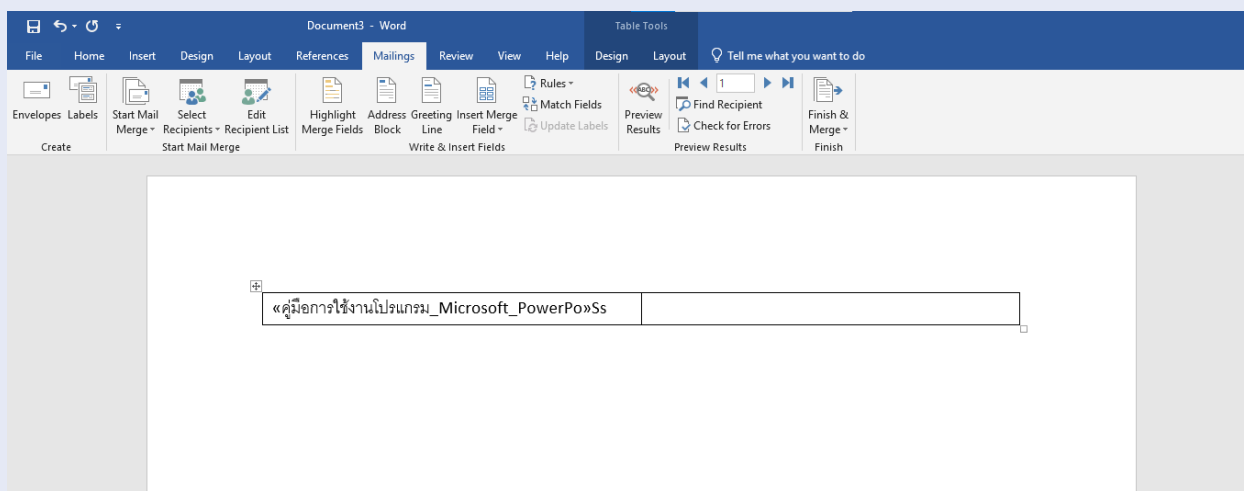 Document3 - Word
Table Tools
File Home Insert Design Layout References Mailings Review View Help Design Layout Tell me what you want to do
Envelopes Labels
Create
Start Mail Merge
Select Recipients
Edit Recipient List
Start Mail Merge
Highlight Merge Fields
Address Block
Greeting Line
Insert Merge Field
Rules
Match Fields
Update Labels
Write & Insert Fields
«ABC»
Preview Results
1
Find Recipient
Check for Errors
Preview Results
Finish & Merge
Finish
«คู่มือการใช้งานโปรแกรม_Microsoft_PowerPo»Ss